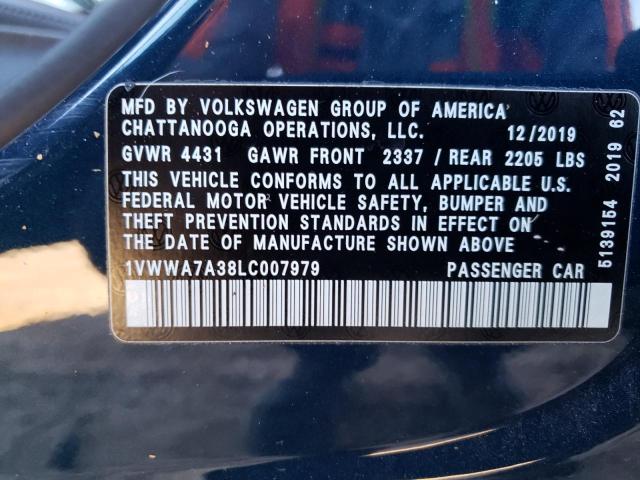 MFD BY VOLKSWAGEN GROUP OF AMERICA
CHATTANOOGA OPERATIONS, LLC. 12/2019
GVWR 4431 GAWR FRONT 2337 / REAR 2205 LBS
THIS VEHICLE CONFORMS TO ALL APPLICABLE U.S.
FEDERAL MOTOR VEHICLE SAFETY, BUMPER AND
THEFT PREVENTION STANDARDS IN EFFECT ON
THE DATE OF MANUFACTURE SHOWN ABOVE
1VWWA7A38LC007979 PASSENGER CAR
5139154 2019 62